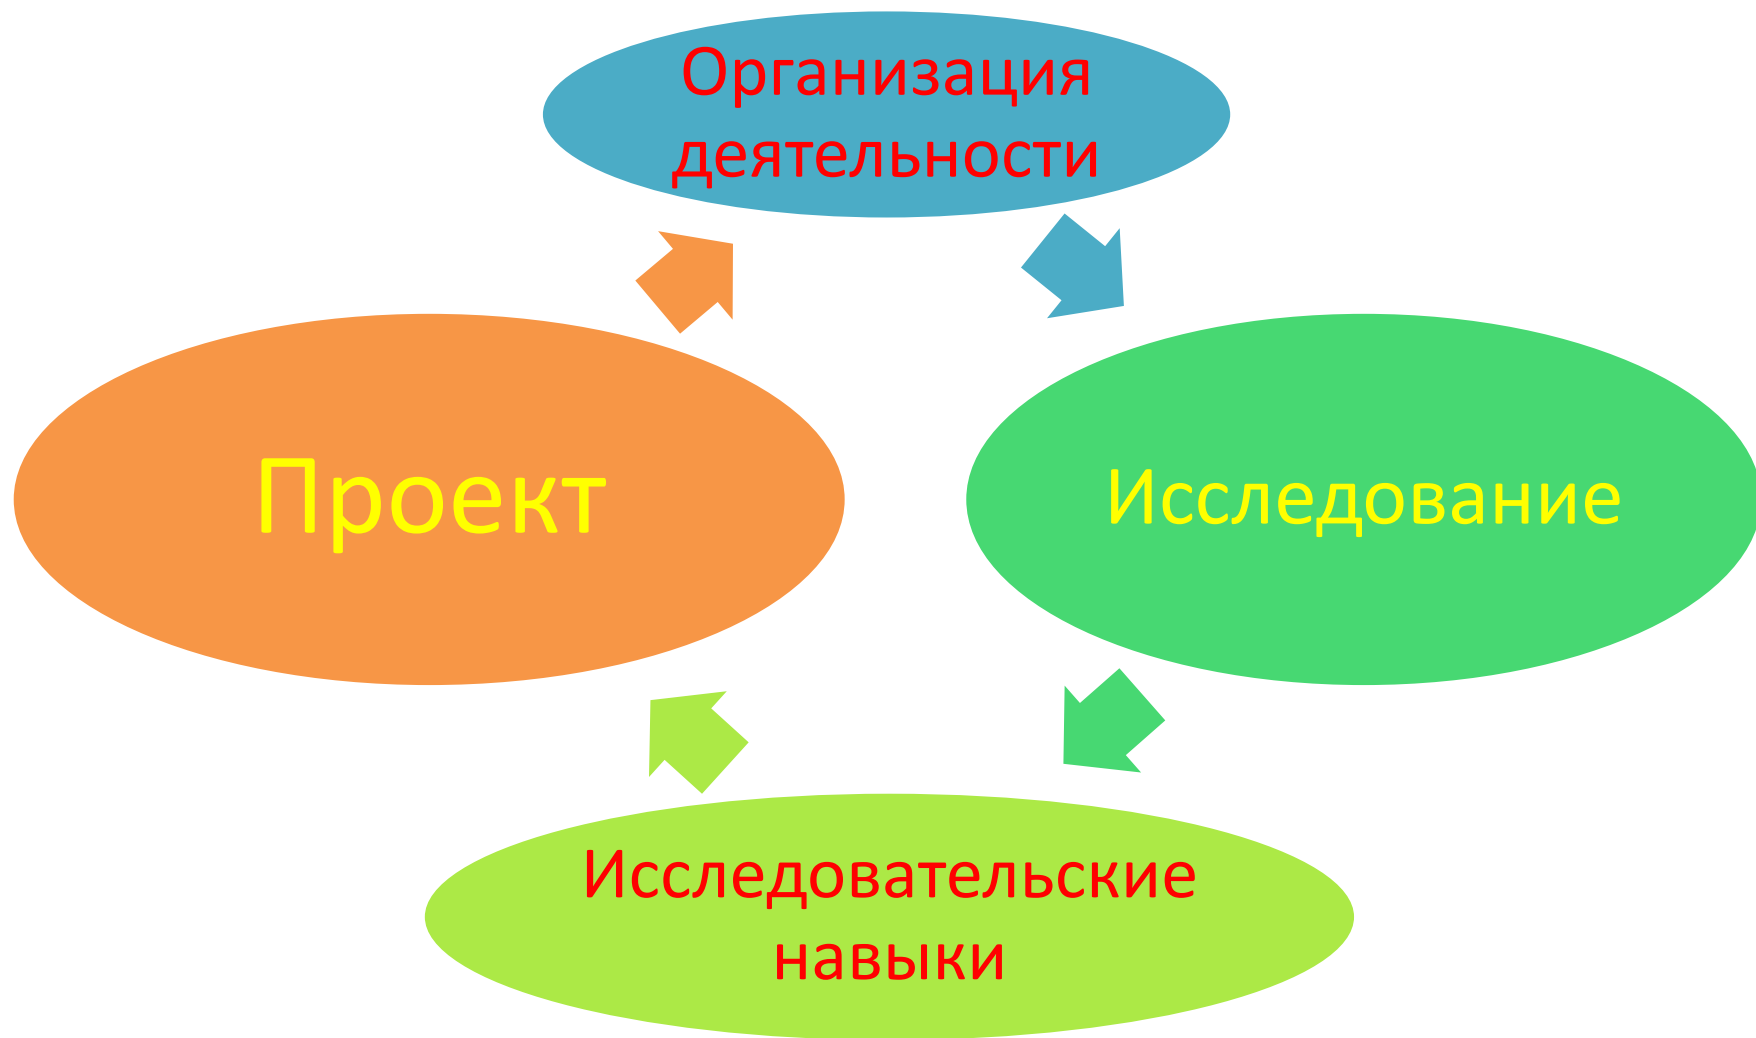 Организация
деятельности
Проект
Исследование
Исследовательские
навыки